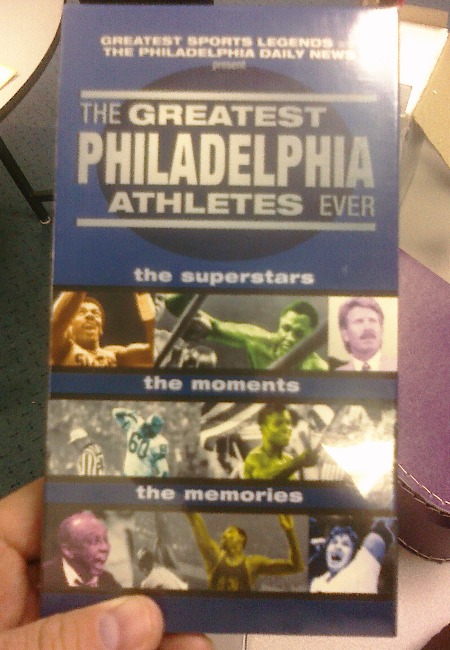 GREATEST SPORTS LEGENDS
THE PHILADELPHIA DAILY NEWS
present
THE GREATEST
PHILADELPHIA
ATHLETES EVER
the superstars
the moments
60
the memories